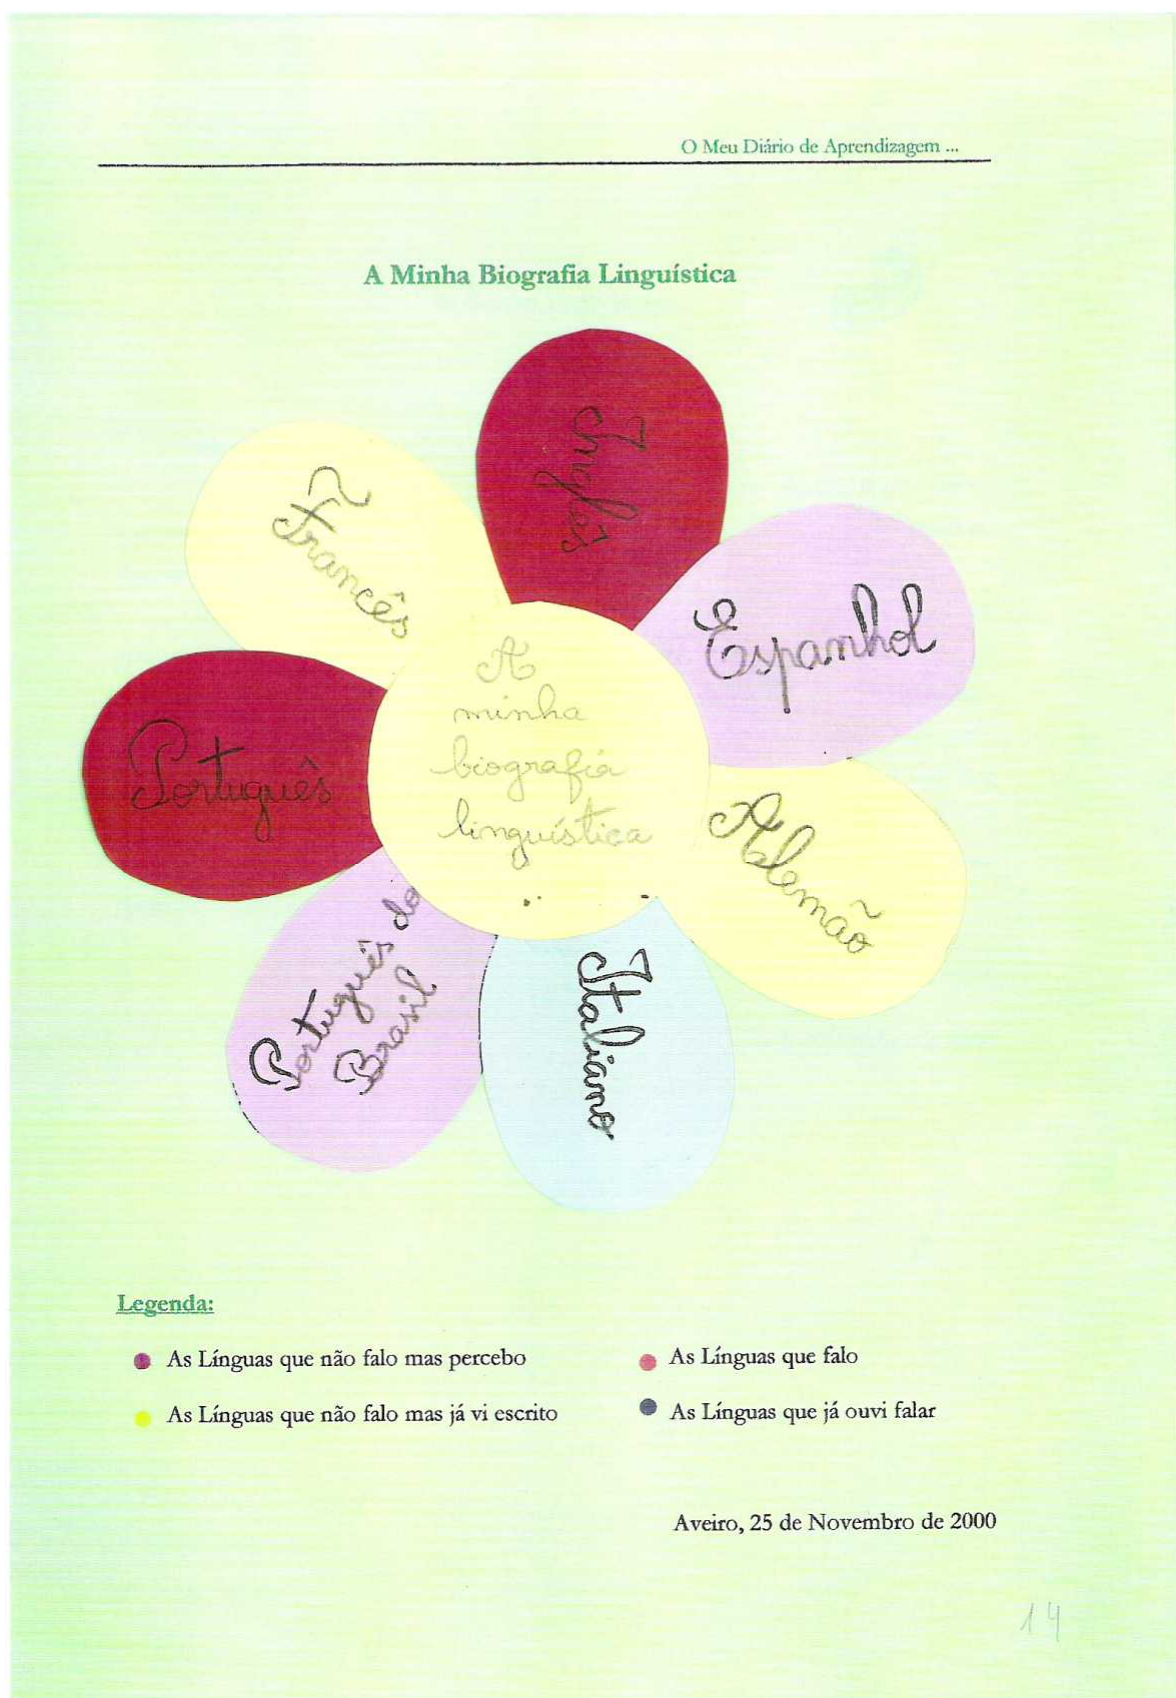 O Meu Diário de Aprendizagem ...
A Minha Biografia Linguística
Inglês
Espanhol
Alemão
Italiano
Português do
Brasil
Português
Francês
A
minha
biografia
linguística
Legenda:
As Línguas que não falo mas percebo
As Línguas que falo
As Línguas que não falo mas já vi escrito
As Línguas que já ouvi falar
Aveiro, 25 de Novembro de 2000
14